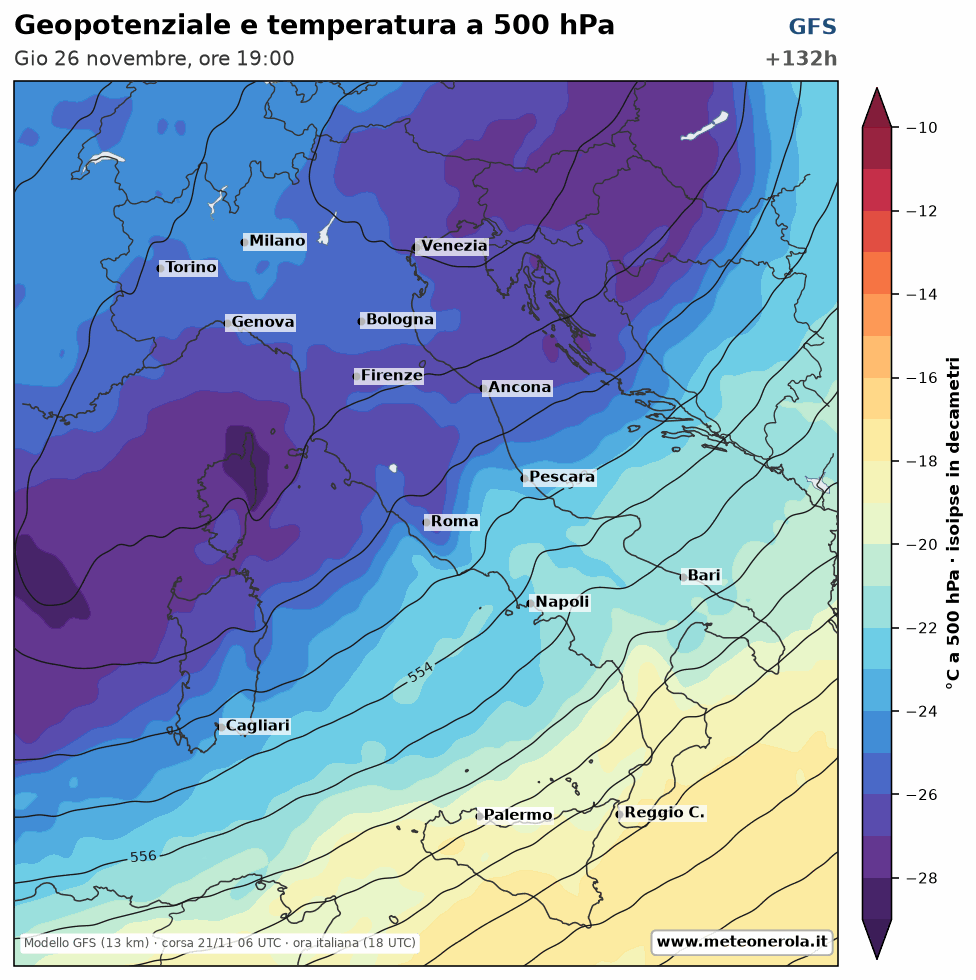 Geopotenziale e temperatura a 500 hPa
GFS
Gio 26 novembre, ore 19:00
+132h
Milano
Venezia
Torino
Genova
Bologna
Firenze
Ancona
Pescara
Roma
Bari
Napoli
554
Cagliari
Palermo
Reggio C.
556
Modello GFS (13 km) · corsa 21/11 06 UTC · ora italiana (18 UTC)
www.meteonerola.it
−10
−12
−14
−16
−18
−20
−22
−24
−26
−28
°C a 500 hPa · isoipse in decametri